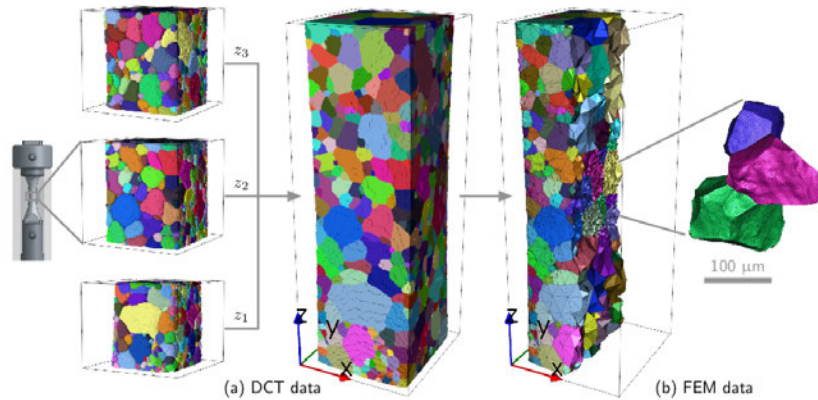 z3
z2
z1
z
y
x
z
y
x
100 μm
(a) DCT data
(b) FEM data